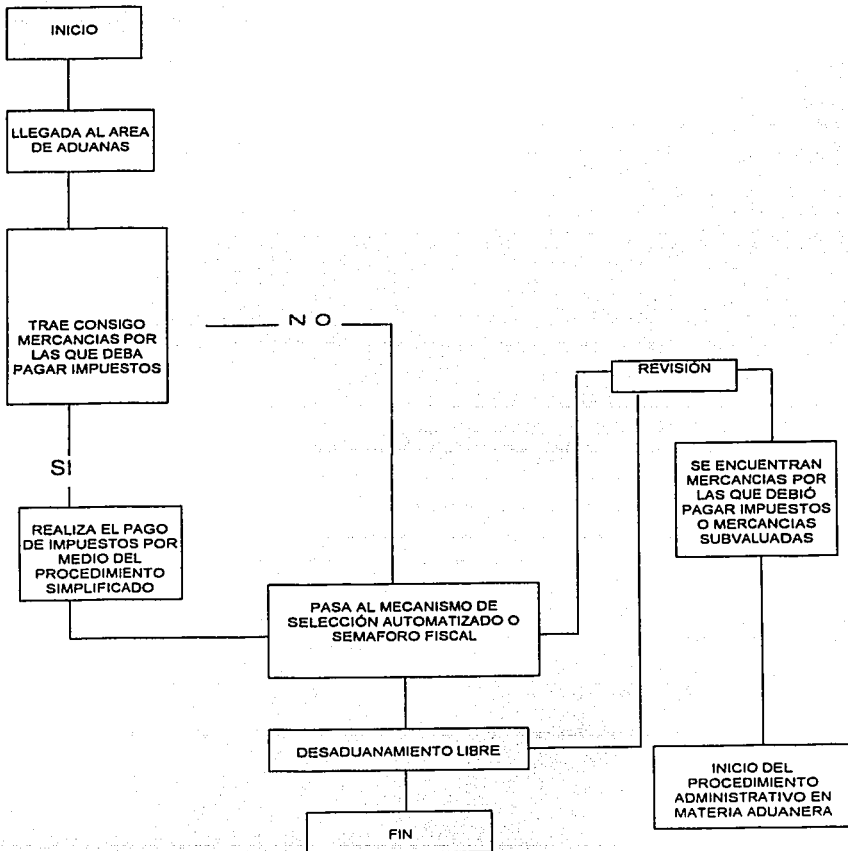 INICIO
LLEGADA AL AREA
DE ADUANAS
TRAE CONSIGO
MERCANCIAS POR
LAS QUE DEBA
PAGAR IMPUESTOS
NO
SI
REALIZA EL PAGO
DE IMPUESTOS POR
MEDIO DEL
PROCEDIMIENTO
SIMPLIFICADO
PASA AL MECANISMO DE
SELECCIÓN AUTOMATIZADO O
SEMAFORO FISCAL
REVISIÓN
SE ENCUENTRAN
MERCANCIAS POR
LAS QUE DEBIÓ
PAGAR IMPUESTOS
O MERCANCIAS
SUBVALUADAS
DESADUANAMIENTO LIBRE
INICIO DEL
PROCEDIMIENTO
ADMINISTRATIVO EN
MATERIA ADUANERA
FIN